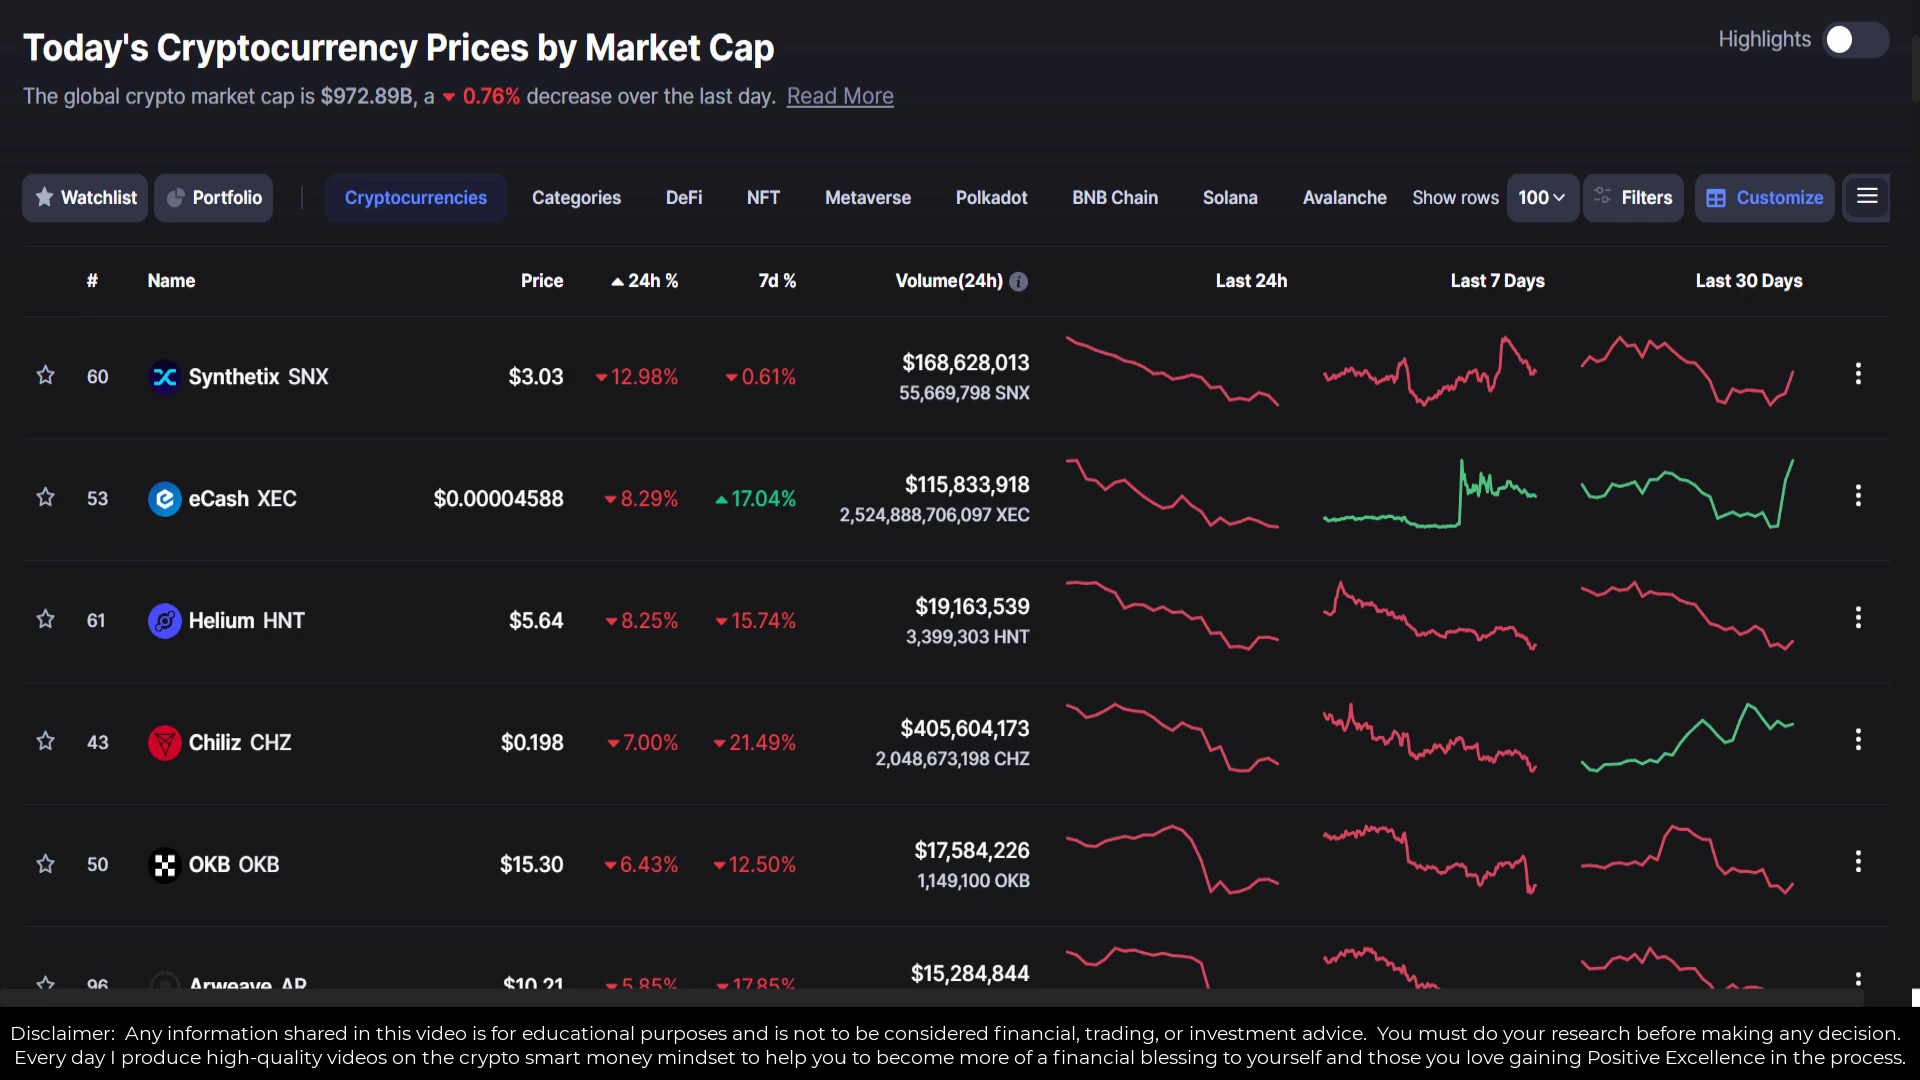 Today's Cryptocurrency Prices by Market Cap
Highlights
The global crypto market cap is $972.89B, a 0.76% decrease over the last day. Read More
Watchlist Portfolio Cryptocurrencies Categories DeFi NFT Metaverse Polkadot BNB Chain Solana Avalanche Show rows 100 Filters Customize
# Name Price 24h % 7d % Volume(24h) Last 24h Last 7 Days Last 30 Days
60 Synthetix SNX $3.03 12.98% 0.61% $168,628,013
55,669,798 SNX
53 eCash XEC $0.00004588 8.29% 17.04% $115,833,918
2,524,888,706,097 XEC
61 Helium HNT $5.64 8.25% 15.74% $19,163,539
3,399,303 HNT
43 Chiliz CHZ $0.198 7.00% 21.49% $405,604,173
2,048,673,198 CHZ
50 OKB OKB $15.30 6.43% 12.50% $17,584,226
1,149,100 OKB
96 Arweave AR $10.21 5.85% 17.85% $15,284,844
Disclaimer: Any information shared in this video is for educational purposes and is not to be considered financial, trading, or investment advice. You must do your research before making any decision.
Every day I produce high-quality videos on the crypto smart money mindset to help you to become more of a financial blessing to yourself and those you love gaining Positive Excellence in the process.